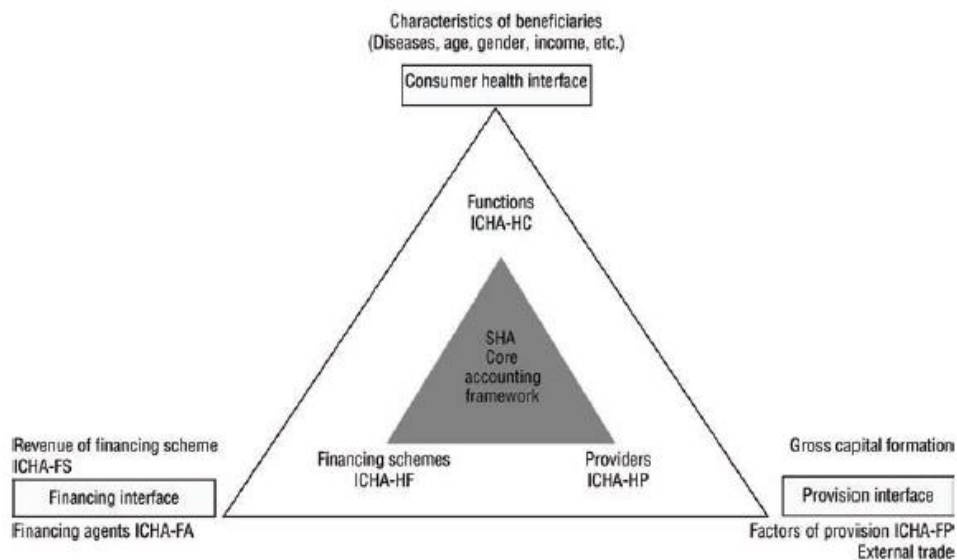 Characteristics of beneficiaries
(Diseases, age, gender, income, etc.)
Consumer health interface
Functions
ICHA-HC
SHA
Core
accounting
framework
Revenue of financing scheme
ICHA-FS
Financing interface
Financing agents ICHA-FA
Financing schemes
ICHA-HF
Providers
ICHA-HP
Gross capital formation
Provision interface
Factors of proviision ICHA-FP
External trade